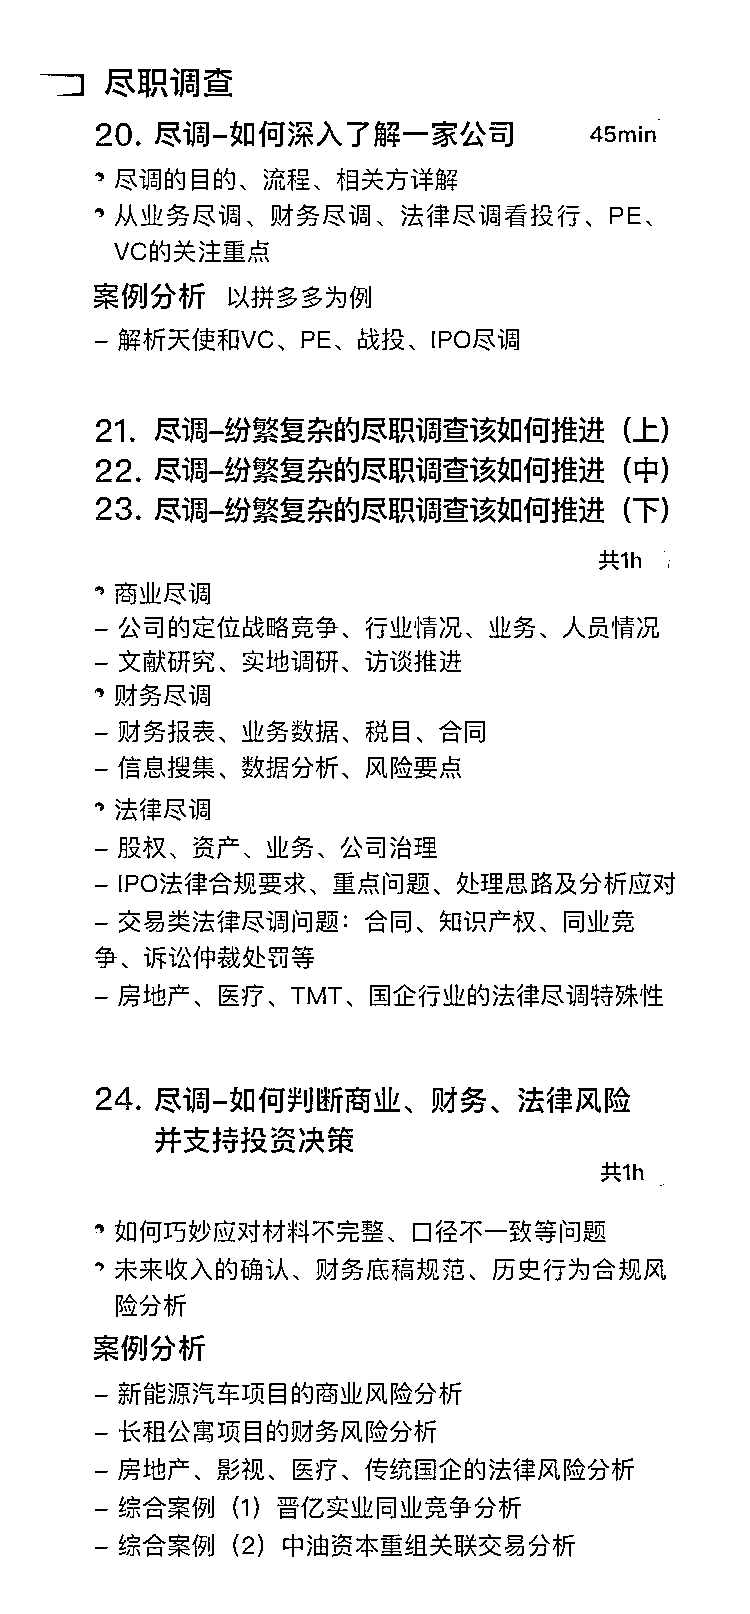 尽职调查
20. 尽调-如何深入了解一家公司 45min
• 尽调的目的、流程、相关方详解
• 从业务尽调、财务尽调、法律尽调看投行、PE、
VC的关注重点
案例分析 以拼多多为例
– 解析天使和VC、PE、战投、IPO尽调
21. 尽调-纷繁复杂的尽职调查该如何推进（上）
22. 尽调-纷繁复杂的尽职调查该如何推进（中）
23. 尽调-纷繁复杂的尽职调查该如何推进（下）
共1h
• 商业尽调
– 公司的定位战略竞争、行业情况、业务、人员情况
– 文献研究、实地调研、访谈推进
• 财务尽调
– 财务报表、业务数据、税目、合同
– 信息搜集、数据分析、风险要点
• 法律尽调
– 股权、资产、业务、公司治理
– IPO法律合规要求、重点问题、处理思路及分析应对
– 交易类法律尽调问题：合同、知识产权、同业竞
争、诉讼仲裁处罚等
– 房地产、医疗、TMT、国企行业的法律尽调特殊性
24. 尽调-如何判断商业、财务、法律风险
并支持投资决策
共1h
• 如何巧妙应对材料不完整、口径不一致等问题
• 未来收入的确认、财务底稿规范、历史行为合规风
险分析
案例分析
– 新能源汽车项目的商业风险分析
– 长租公寓项目的财务风险分析
– 房地产、影视、医疗、传统国企的法律风险分析
– 综合案例（1）晋亿实业同业竞争分析
– 综合案例（2）中油资本重组关联交易分析